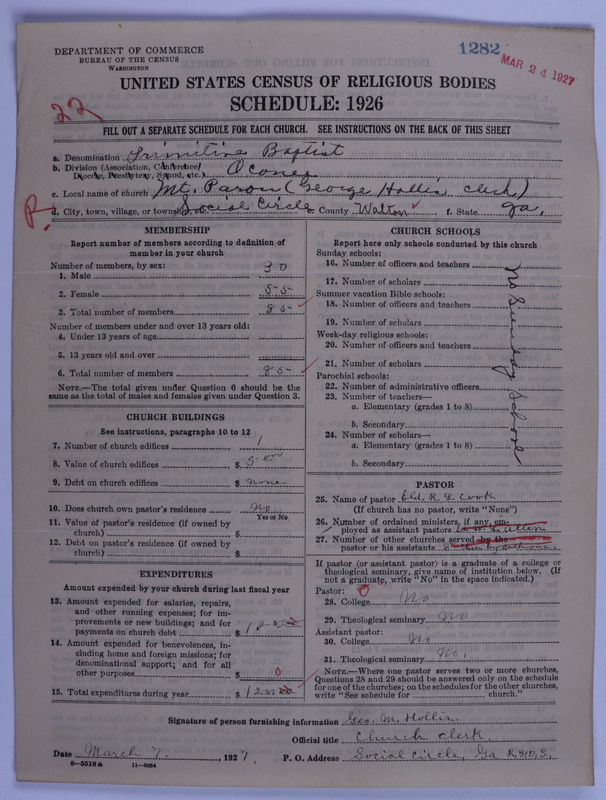 DEPARTMENT OF COMMERCE
BUREAU OF THE CENSUS
WASHINGTON
1282
MAR 24 1927
UNITED STATES CENSUS OF RELIGIOUS BODIES
SCHEDULE: 1926
22
FILL OUT A SEPARATE SCHEDULE FOR EACH CHURCH. SEE INSTRUCTIONS ON THE BACK OF THIS SHEET
a. Denomination Primitive Baptist
b. Division (Association, Conference, Diocese, Presbytery, Synod, etc.) Oconee
c. Local name of church Mt. Paron (George Hollis clerk)
R.
d. City, town, village, or township Social Circle e. County Walton f. State Ga,
MEMBERSHIP
Report number of members according to definition of
member in your church
Number of members, by sex:
1. Male 30
2. Female 55
3. Total number of members 85
Number of members under and over 13 years old:
4. Under 13 years of age
5. 13 years old and over
6. Total number of members 85
NOTE.—The total given under Question 6 should be
same as the total of males and females given under Question 3.
CHURCH BUILDINGS
See instructions, paragraphs 10 to 12
7. Number of church edifices 1
8. Value of church edifices $ 500
9. Debt on church edifices $ none
10. Does church own pastor's residence No
Yes or No
11. Value of pastor's residence (if owned by
church) $
12. Debt on pastor's residence (if owned by
church) $
EXPENDITURES
Amount expended by your church during last fiscal year
13. Amount expended for salaries, repairs,
and other running expenses; for im-
provements or new buildings; and for
payments on church debt $
14. Amount expended for benevolences, in-
cluding home and foreign missions; for
denominational support; and for all
other purposes $ 0
15. Total expenditures during year $
CHURCH SCHOOLS
Report here only schools conducted by this church
Sunday schools:
16. Number of officers and teachers
17. Number of scholars
Summer vacation Bible schools:
18. Number of officers and teachers
19. Number of scholars
Week-day religious schools:
20. Number of officers and teachers
21. Number of scholars
Parochial schools:
22. Number of administrative officers
23. Number of teachers—
a. Elementary (grades 1 to 8)
b. Secondary
24. Number of scholars—
a. Elementary (grades 1 to 8)
b. Secondary
No Sunday School
PASTOR
25. Name of pastor Eld. R. L. Cook
(If church has no pastor, write "None")
26. Number of ordained ministers, if any, em-
ployed as assistant pastors
27. Number of other churches served by the
pastor or his assistants
If pastor (or assistant pastor) is a graduate of a college or
theological seminary, give name of institution below. (If
not a graduate, write "No" in the space indicated.)
Pastor: 0
28. College No
29. Theological seminary No
Assistant pastor:
30. College No
31. Theological seminary No.
NOTE.—Where one pastor serves two or more churches,
Questions 28 and 29 should be answered only on the schedule
for one of the churches; on the schedules for the other churches,
write "See schedule for church."
Signature of person furnishing information Geo. M. Hollis
Official title Church clerk.
Date March 7, 1927. P. O. Address Social Circle, Ga
8-5518 a 11-9034